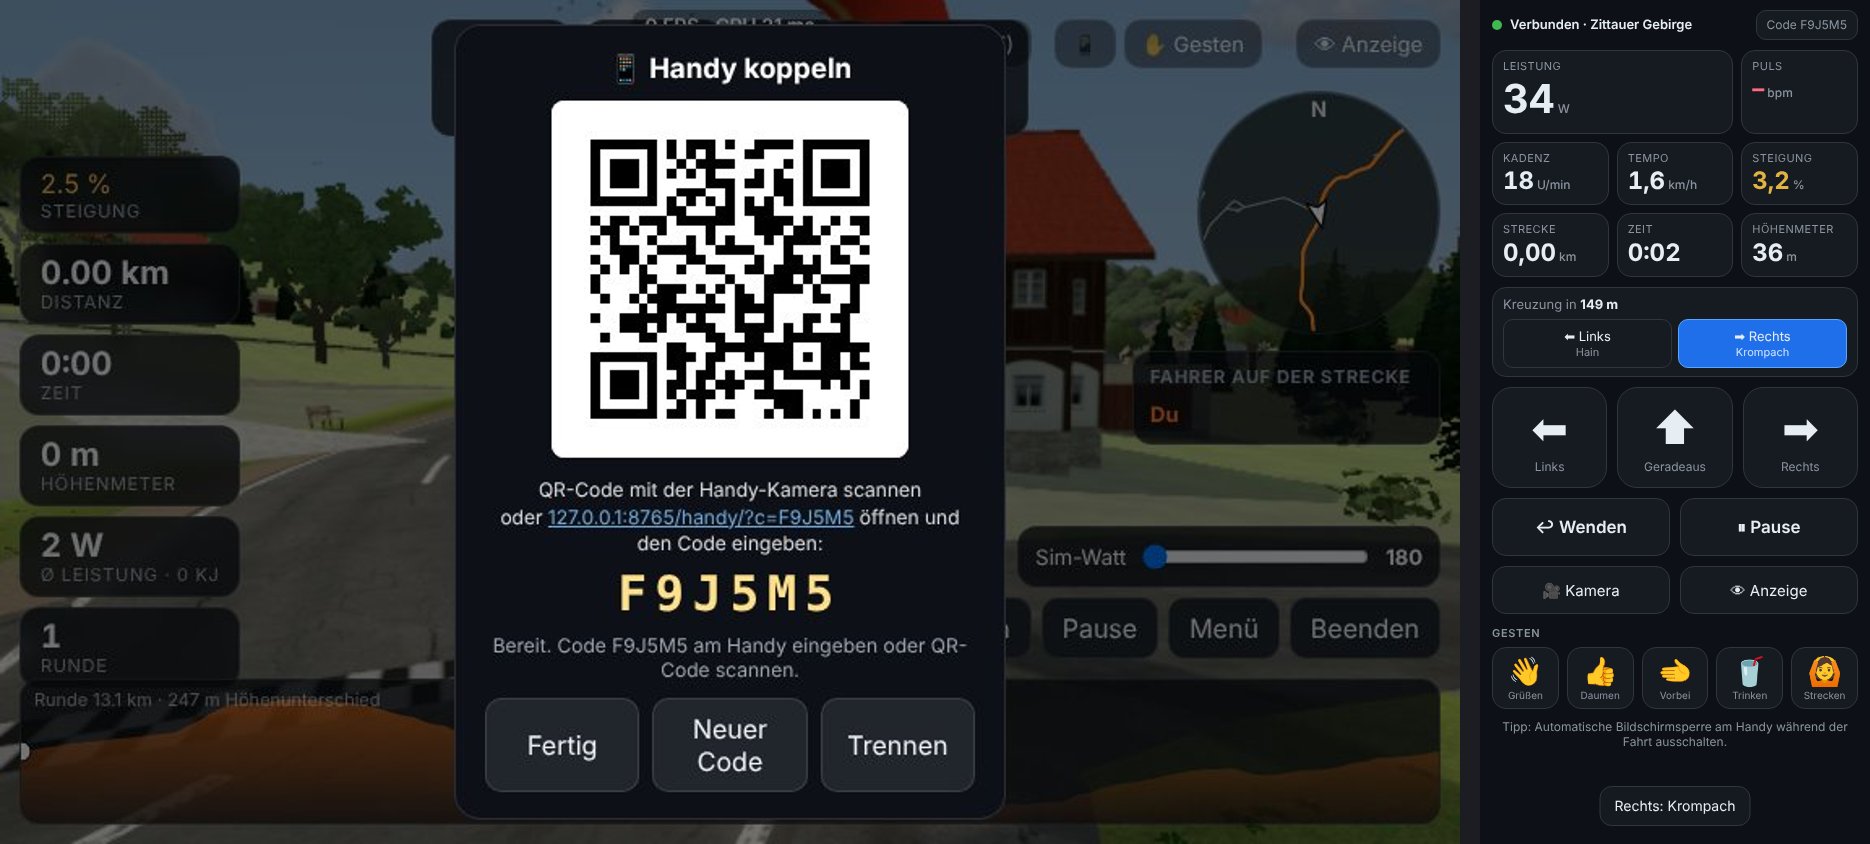 0 FPS · GPU 21 ms
📱 Handy koppeln
QR-Code mit der Handy-Kamera scannen
oder 127.0.0.1:8765/handy/?c=F9J5M5 öffnen und
den Code eingeben:
F9J5M5
Bereit. Code F9J5M5 am Handy eingeben oder QR-
Code scannen.
Fertig
Neuer
Code
Trennen
2.5 %
STEIGUNG
0.00 km
DISTANZ
0:00
ZEIT
0 m
HÖHENMETER
2 W
Ø LEISTUNG · 0 KJ
1
RUNDE
Runde 13.1 km · 247 m Höhenunterschied
Gesten
Anzeige
N
FAHRER AUF DER STRECKE
Du
Sim-Watt 180
Pause
Menü
Beenden
Verbunden · Zittauer Gebirge
Code F9J5M5
LEISTUNG
34 W
PULS
– bpm
KADENZ
18 U/min
TEMPO
1,6 km/h
STEIGUNG
3,2 %
STRECKE
0,00 km
ZEIT
0:02
HÖHENMETER
36 m
Kreuzung in 149 m
⬅ Links
Hain
➡ Rechts
Krompach
Links
Geradeaus
Rechts
↩ Wenden
⏸ Pause
Kamera
Anzeige
GESTEN
Grüßen
Daumen
Vorbei
Trinken
Strecken
Tipp: Automatische Bildschirmsperre am Handy während der
Fahrt ausschalten.
Rechts: Krompach